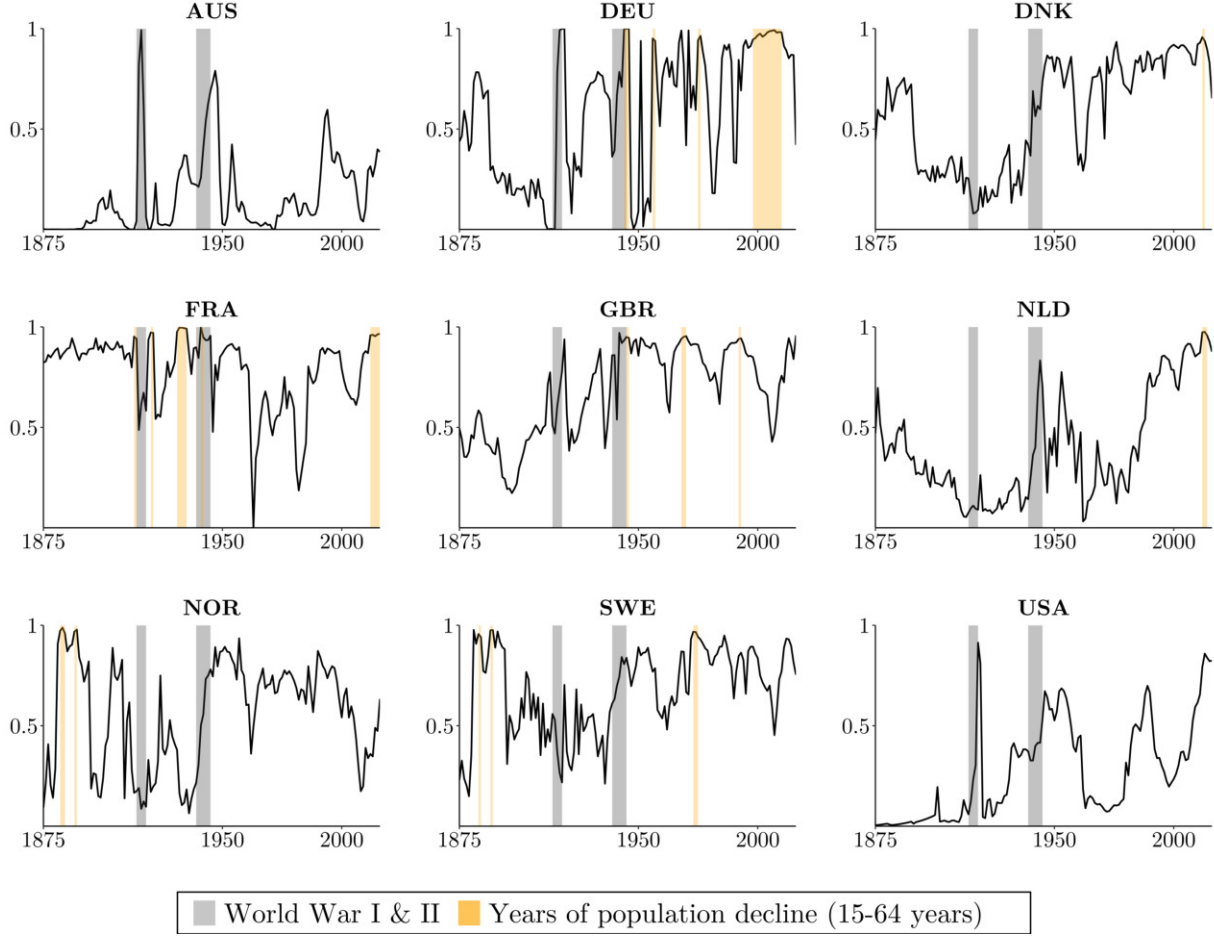 AUS DEU DNK
1 1 1
0.5 0.5 0.5
1875 1950 2000 1875 1950 2000 1875 1950 2000
FRA GBR NLD
1 1 1
0.5 0.5 0.5
1875 1950 2000 1875 1950 2000 1875 1950 2000
NOR SWE USA
1 1 1
0.5 0.5 0.5
1875 1950 2000 1875 1950 2000 1875 1950 2000
World War I & II Years of population decline (15-64 years)